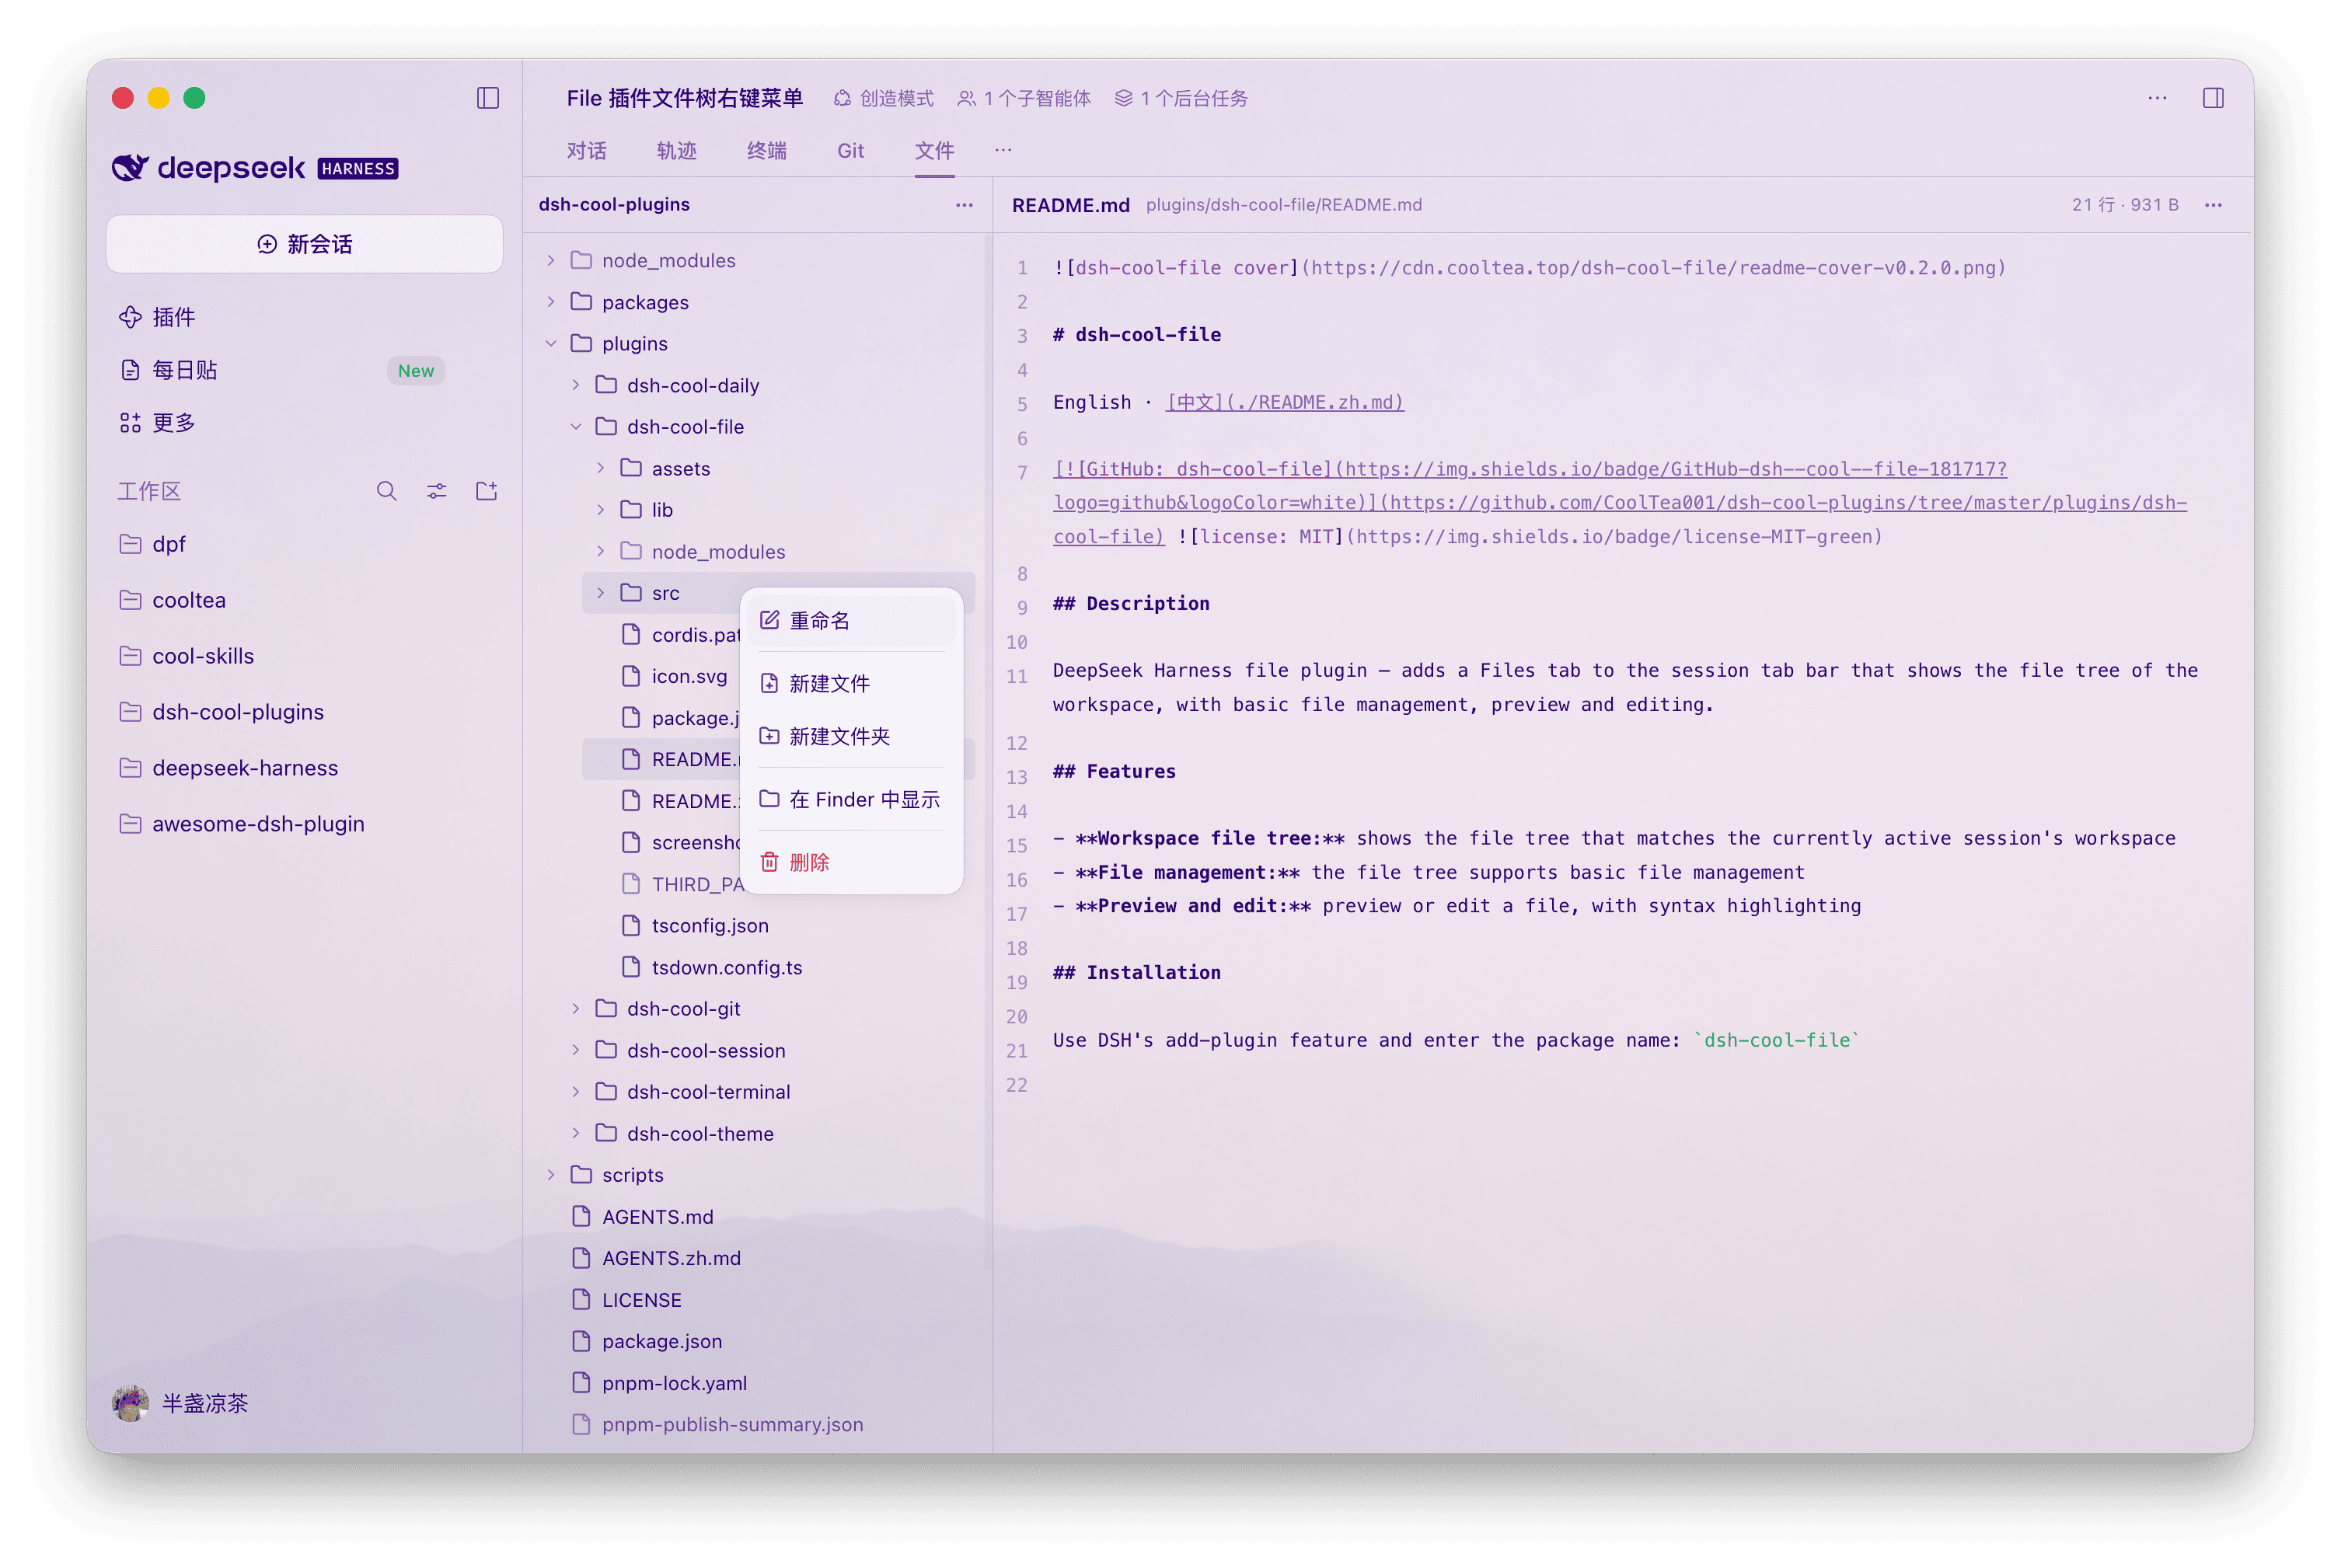 File 插件文件树右键菜单 创造模式 1 个子智能体 1 个后台任务
deepseek HARNESS
新会话
插件
每日贴 New
更多
工作区
dpf
cooltea
cool-skills
dsh-cool-plugins
deepseek-harness
awesome-dsh-plugin
半盏凉茶
对话 轨迹 终端 Git 文件
dsh-cool-plugins
node_modules
packages
plugins
dsh-cool-daily
dsh-cool-file
assets
lib
node_modules
src
cordis.pat
icon.svg
package.j
README.
README.
screensho
THIRD_PA
tsconfig.json
tsdown.config.ts
dsh-cool-git
dsh-cool-session
dsh-cool-terminal
dsh-cool-theme
scripts
AGENTS.md
AGENTS.zh.md
LICENSE
package.json
pnpm-lock.yaml
pnpm-publish-summary.json
重命名
新建文件
新建文件夹
在 Finder 中显示
删除
README.md plugins/dsh-cool-file/README.md 21 行 · 931 B
1 ![dsh-cool-file cover](https://cdn.cooltea.top/dsh-cool-file/readme-cover-v0.2.0.png)
2
3 # dsh-cool-file
4
5 English · [中文](./README.zh.md)
6
7 [![GitHub: dsh-cool-file](https://img.shields.io/badge/GitHub-dsh--cool--file-181717?
logo=github&logoColor=white)](https://github.com/CoolTea001/dsh-cool-plugins/tree/master/plugins/dsh-
cool-file) ![license: MIT](https://img.shields.io/badge/license-MIT-green)
8
9 ## Description
10
11 DeepSeek Harness file plugin — adds a Files tab to the session tab bar that shows the file tree of the
workspace, with basic file management, preview and editing.
12
13 ## Features
14
15 - **Workspace file tree:** shows the file tree that matches the currently active session's workspace
16 - **File management:** the file tree supports basic file management
17 - **Preview and edit:** preview or edit a file, with syntax highlighting
18
19 ## Installation
20
21 Use DSH's add-plugin feature and enter the package name: `dsh-cool-file`
22